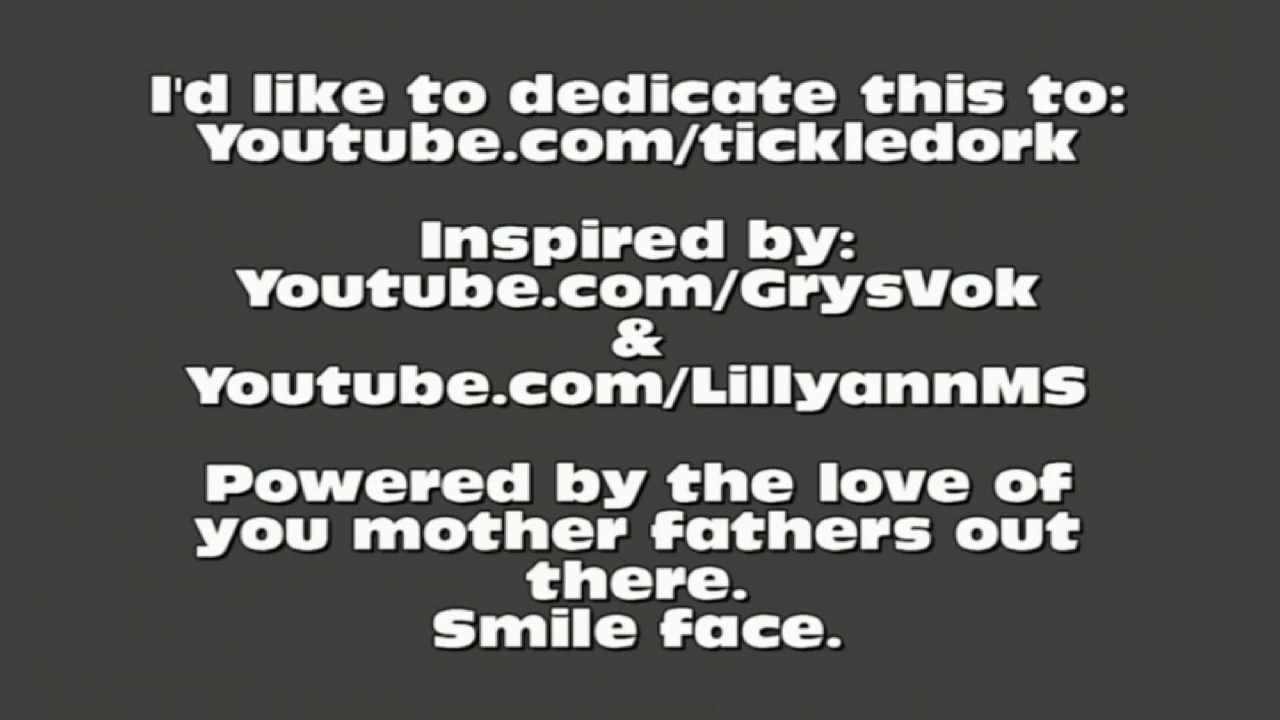 I'd like to dedicate this to:
Youtube.com/tickledork
Inspired by:
Youtube.com/GrysVok
&
Youtube.com/LillyannMS
Powered by the love of
you mother fathers out
there.
Smile face.